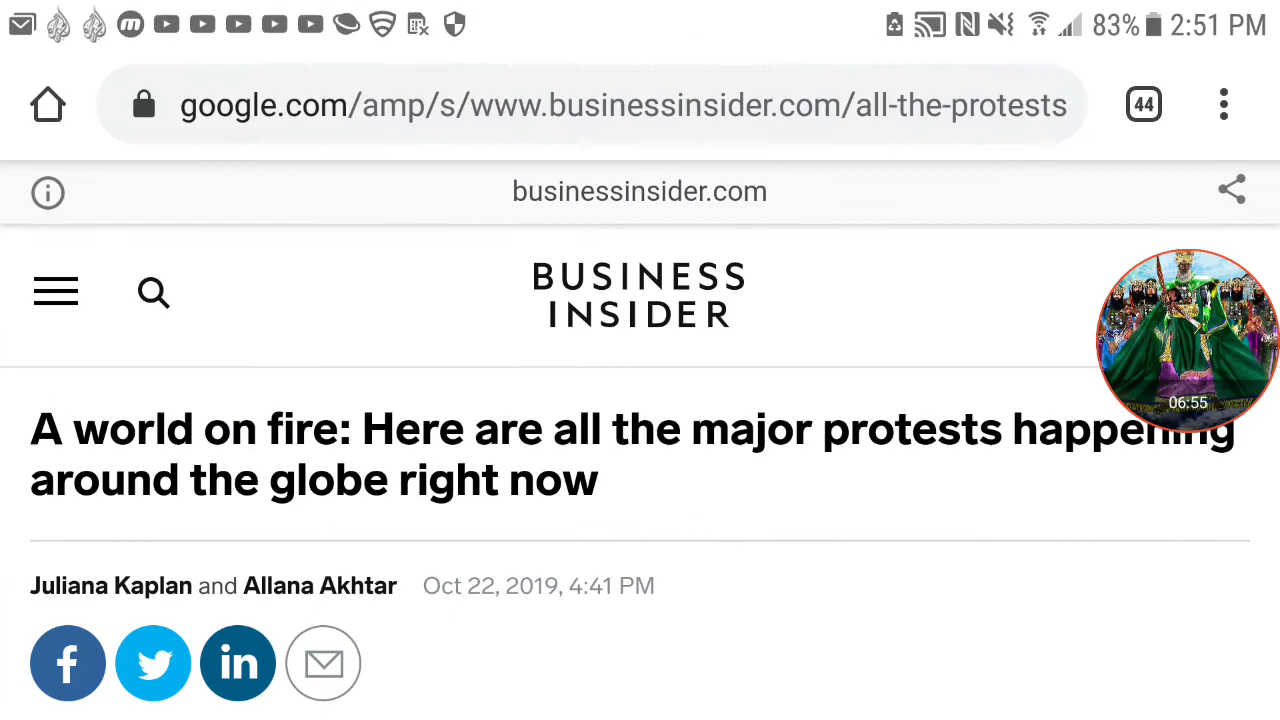 83% 2:51 PM
google.com/amp/s/www.businessinsider.com/all-the-protests
44
businessinsider.com
BUSINESS
INSIDER
06:55
A world on fire: Here are all the major protests happening
around the globe right now
Juliana Kaplan and Allana Akhtar Oct 22, 2019, 4:41 PM
f in